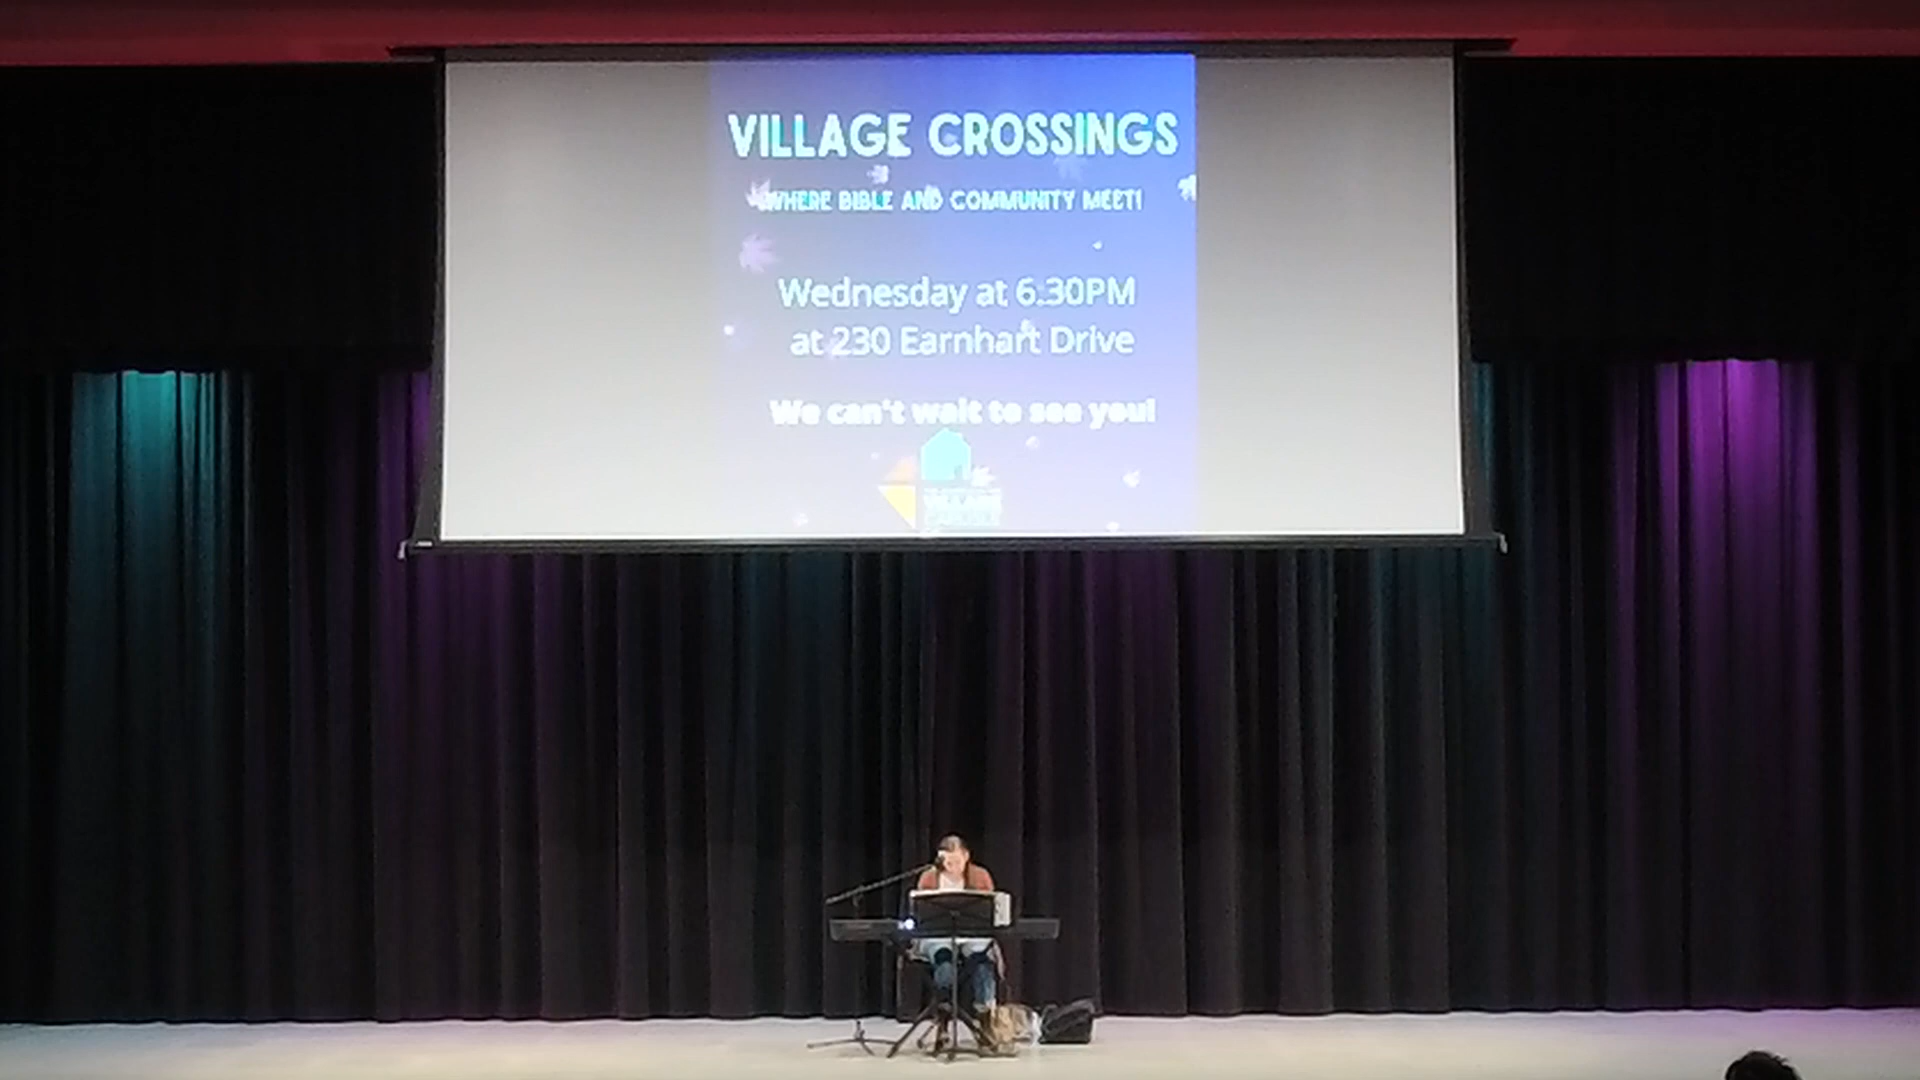 VILLAGE CROSSINGS
WHERE BIBLE AND COMMUNITY MEET!
Wednesday at 6.30PM
at 230 Earnhart Drive
We can't wait to see you!